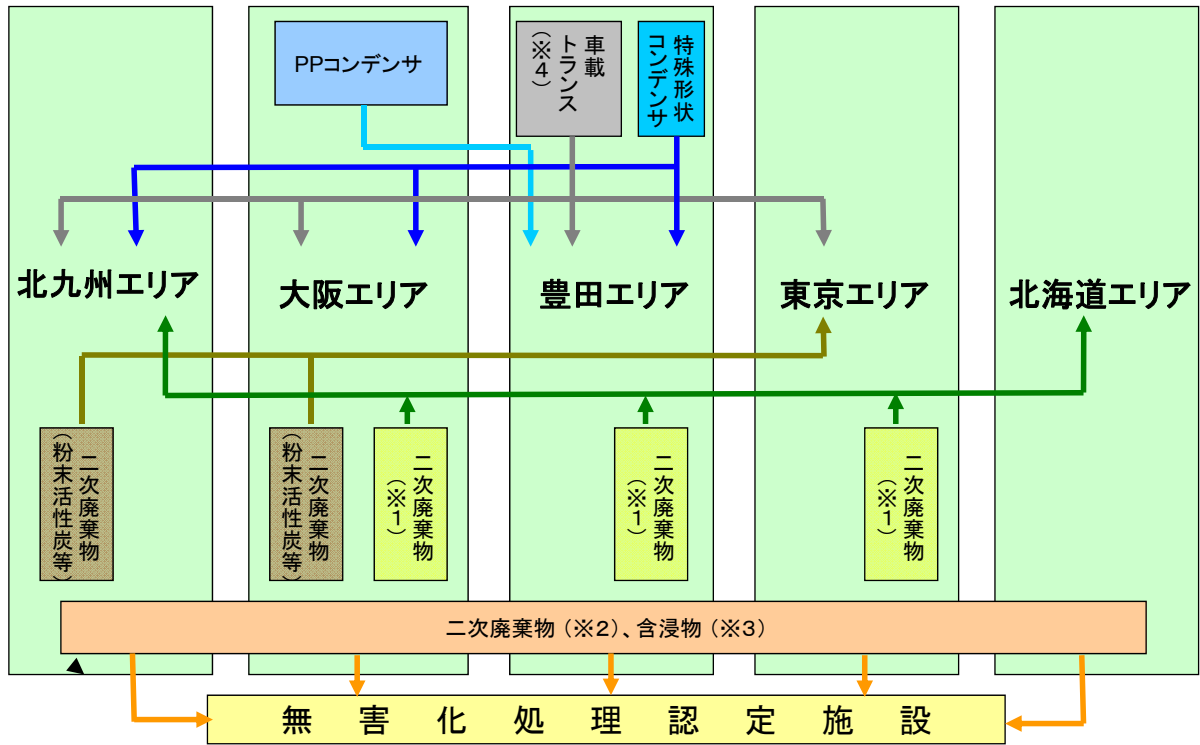 PPコンデンサ
車載
トランス
(※4)
特殊形状
コンデンサ
北九州エリア
大阪エリア
豊田エリア
東京エリア
北海道エリア
二次廃棄物
(粉末活性炭等)
二次廃棄物
(粉末活性炭等)
二次廃棄物
(※1)
二次廃棄物
(※1)
二次廃棄物
(※1)
二次廃棄物(※2)、含浸物(※3)
無害化処理認定施設